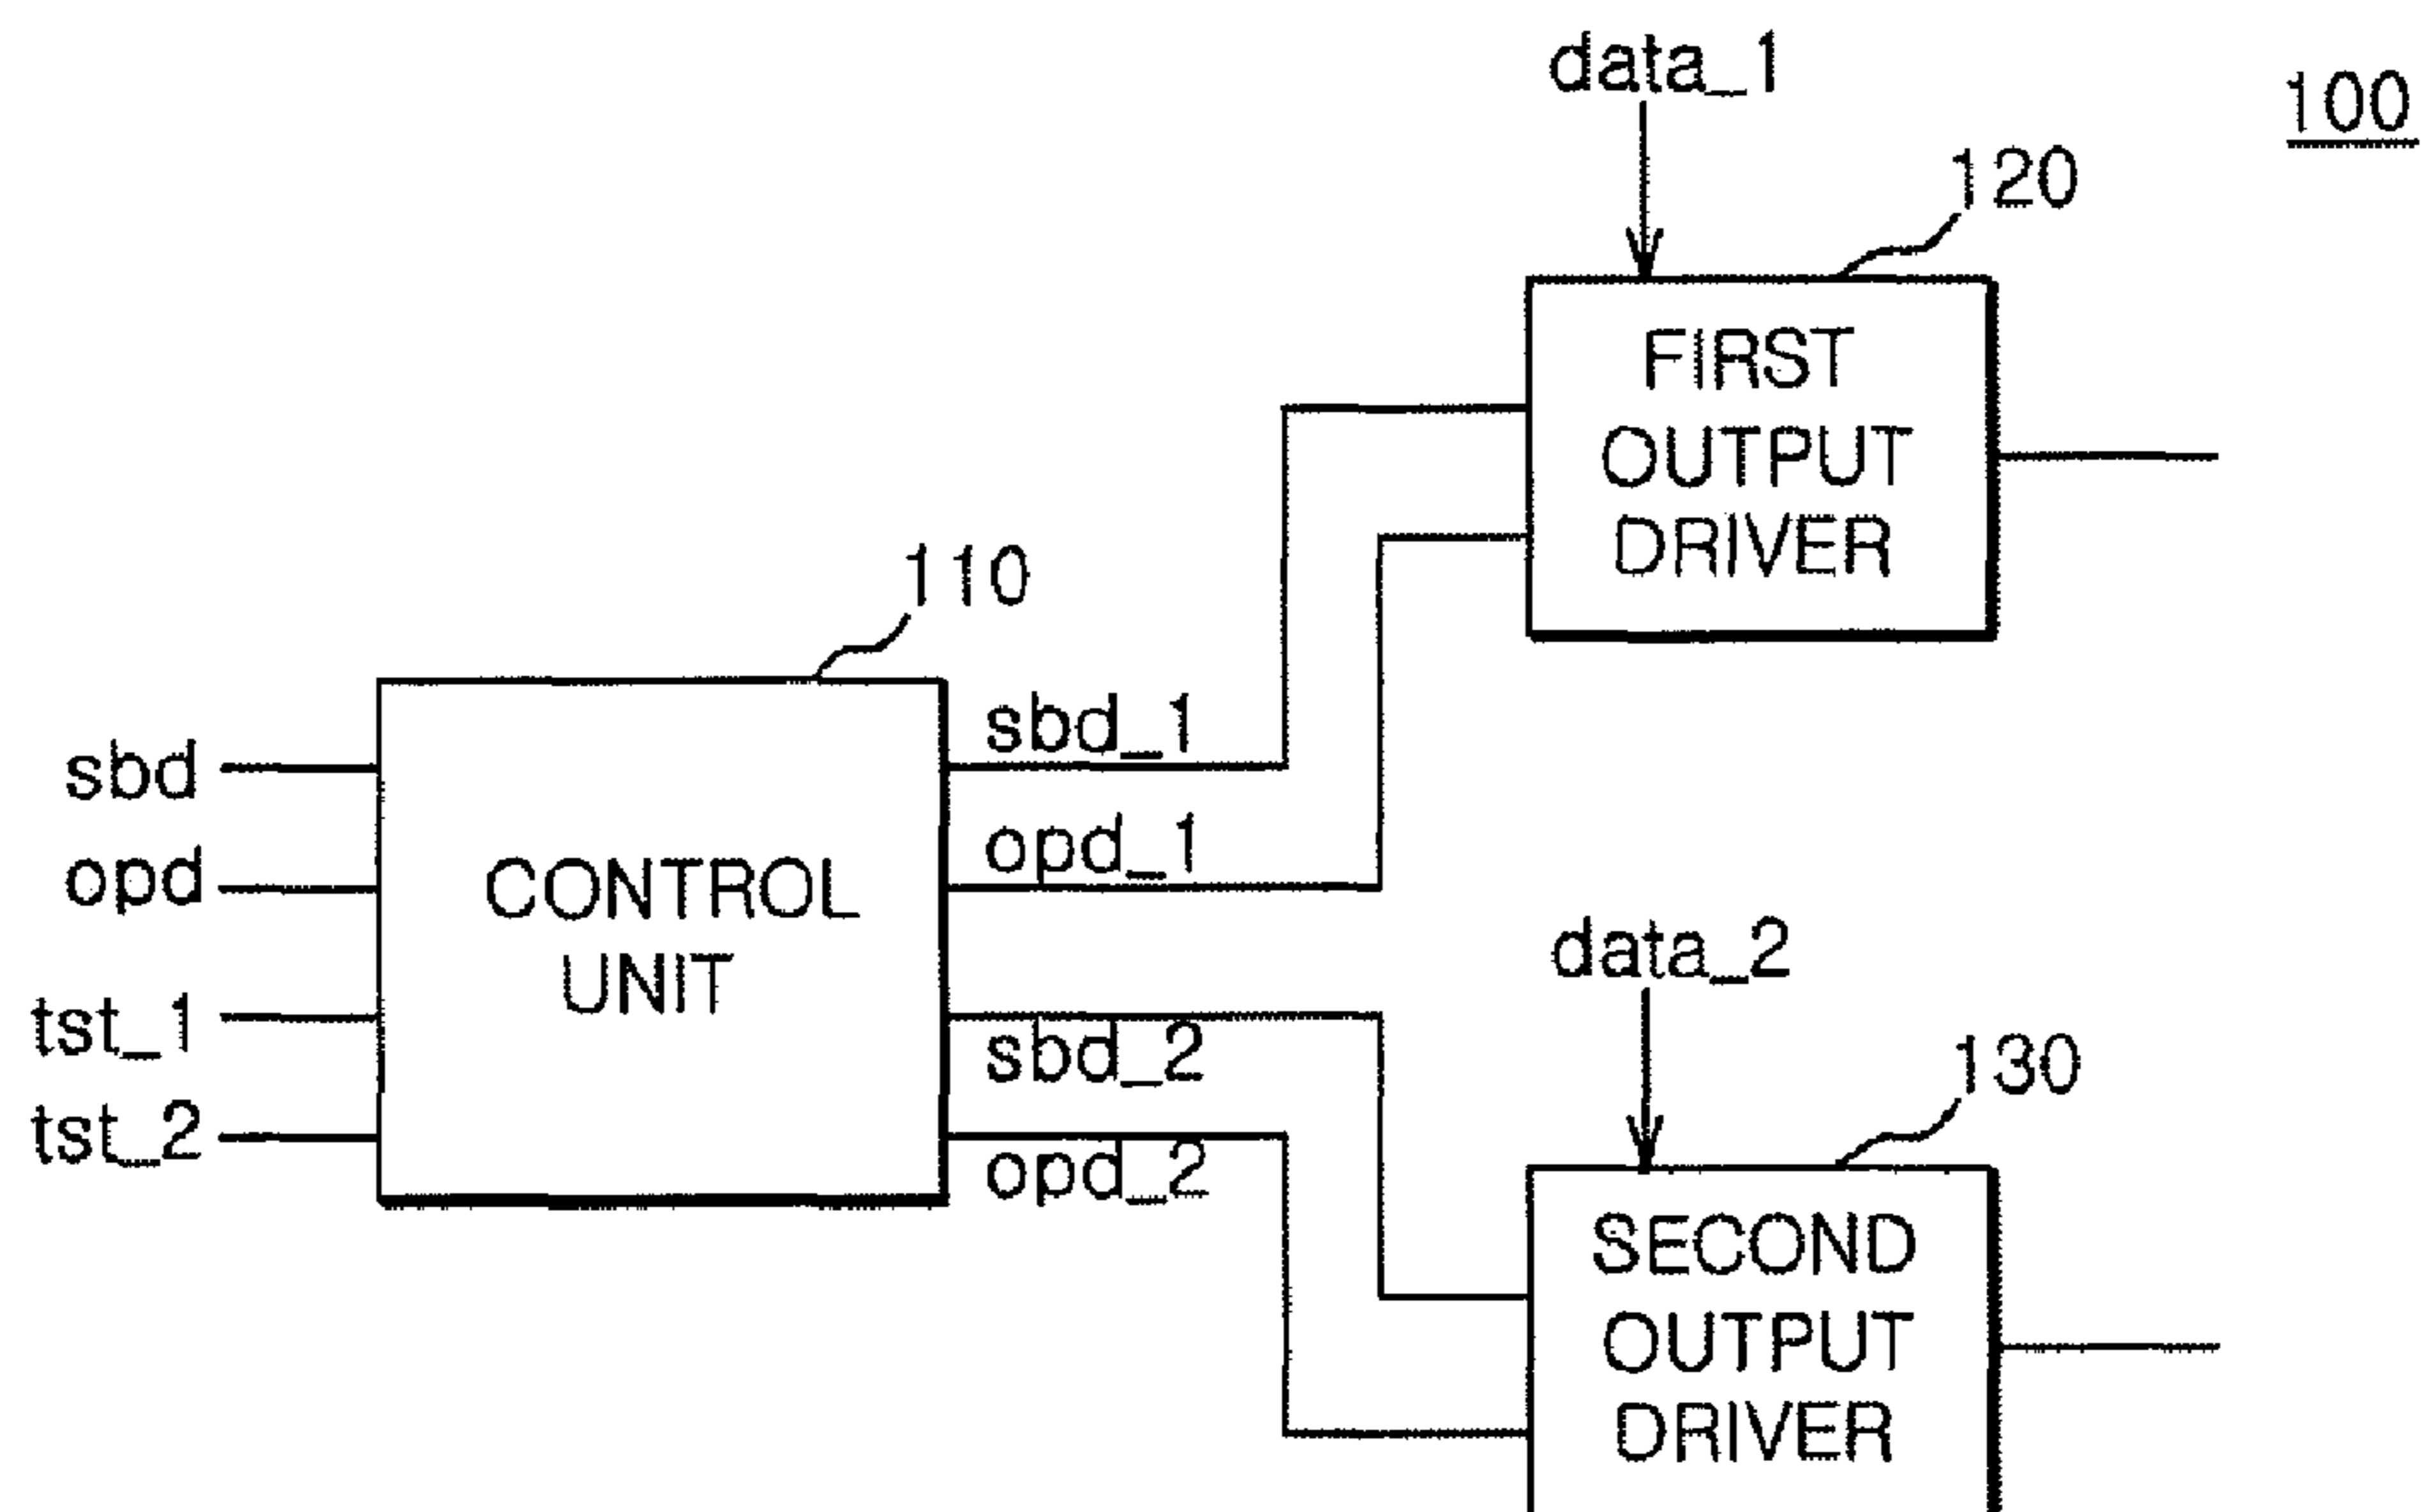 data_1
100
120
FIRST
OUTPUT
DRIVER
110
sbd
opd
tst_1
tst_2
CONTROL
UNIT
sbd_1
opd_1
sbd_2
opd_2
data_2
130
SECOND
OUTPUT
DRIVER